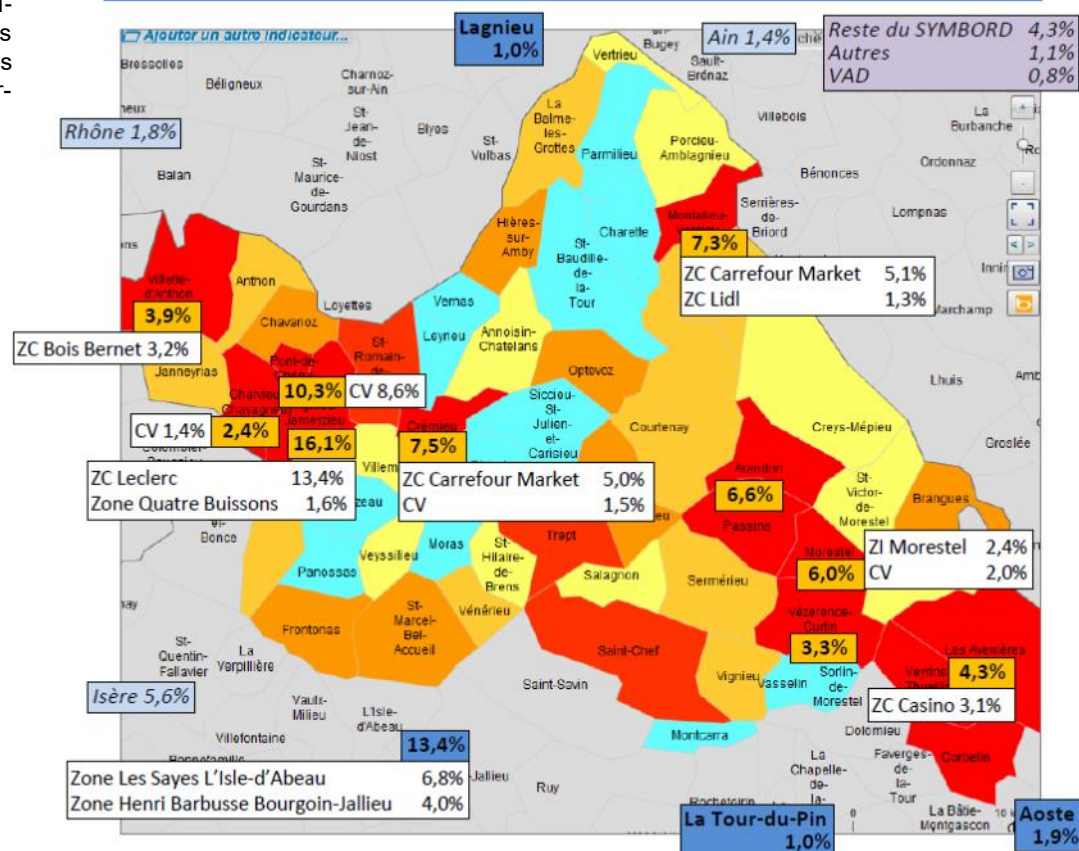 s
s
Ajouter un autre indicateur...
Lagnieu
1,0%
Bugey
Ain 1,4%
Reste du SYMBORD 4,3%
Autres 1,1%
VAD 0,8%
Bressolles
Béligneux
Charnoz-
sur-Ain
Vertrieu
Sault-
Brénaz
Villebois
La
Burbanche
Rhône 1,8%
St-
Jean-
de-
Niost
Blyes
St-
Vulbas
La
Balme-
les-
Grottes
Parmilieu
Porcieu-
Amblagnieu
Bénonces
Ordonnaz
Balan
St-
Maurice-
de-
Gourdans
Hières-
sur-
Amby
Charette
St-
Baudille-
de-la-
Tour
Serrières-
de-
Briord
Lompnas
7,3%
ZC Carrefour Market 5,1%
ZC Lidl 1,3%
Marchamp
Villette-
d'Anthon
3,9%
ZC Bois Bernet 3,2%
Anthon
Loyettes
Chavanoz
Vernas
Leyrieu
Annoisin-
Chatelans
Janneyrias
St-
Romain-
de-
Optevoz
Lhuis
Groslée
10,3%
CV 8,6%
CV 1,4%
2,4%
16,1%
Crémieu
7,5%
Siccieu-
St-
Julien-
et-
Carisieu
Courtenay
Creys-Mépieu
ZC Leclerc 13,4%
Zone Quatre Buissons 1,6%
ZC Carrefour Market 5,0%
CV 1,5%
Arandon
6,6%
Passins
St-
Victor-
de-
Morestel
Brangues
et-
Bonce
Panossas
Veyssilieu
Moras
St-
Hilaire-
de-
Brens
Trept
Salagnon
Sermérieu
Morestel
6,0%
ZI Morestel 2,4%
CV 2,0%
Frontonas
St-
Marcel-
Bel-
Accueil
Vénérieu
Vézeronce-
Curtin
3,3%
Les Avenières
4,3%
ZC Casino 3,1%
St-
Quentin-
Fallavier
La
Verpillière
Saint-Chef
Vignieu
Vasselin
Sorlin-
de-
Morestel
Isère 5,6%
Vaulx-
Milieu
L'Isle-
d'Abeau
Saint-Savin
Montcarra
Dolomieu
Corbelin
Villefontaine
13,4%
Zone Les Sayes L'Isle-d'Abeau 6,8%
Zone Henri Barbusse Bourgoin-Jallieu 4,0%
-Jallieu
Ruy
La
Chapelle-
de-la-
Faverges-
de-
la-
Tour
La Tour-du-Pin
1,0%
0
La Bâtie-
Montgascon
10
Aoste
1,9%